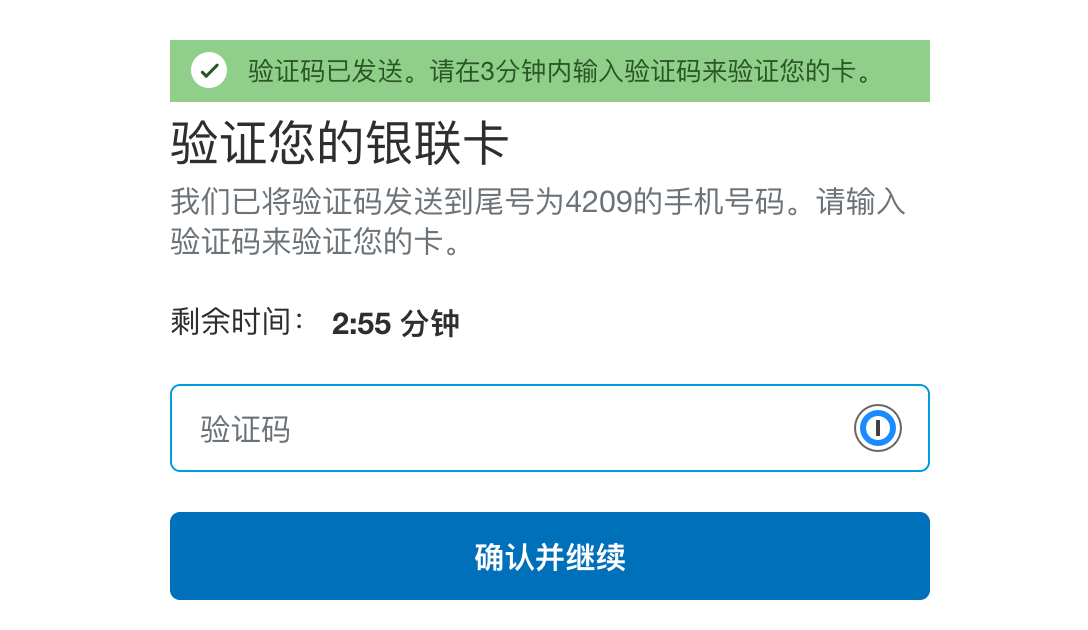 验证码已发送。请在3分钟内输入验证码来验证您的卡。
验证您的银联卡
我们已将验证码发送到尾号为4209的手机号码。请输入
验证码来验证您的卡。
剩余时间： 2:55 分钟
验证码
确认并继续